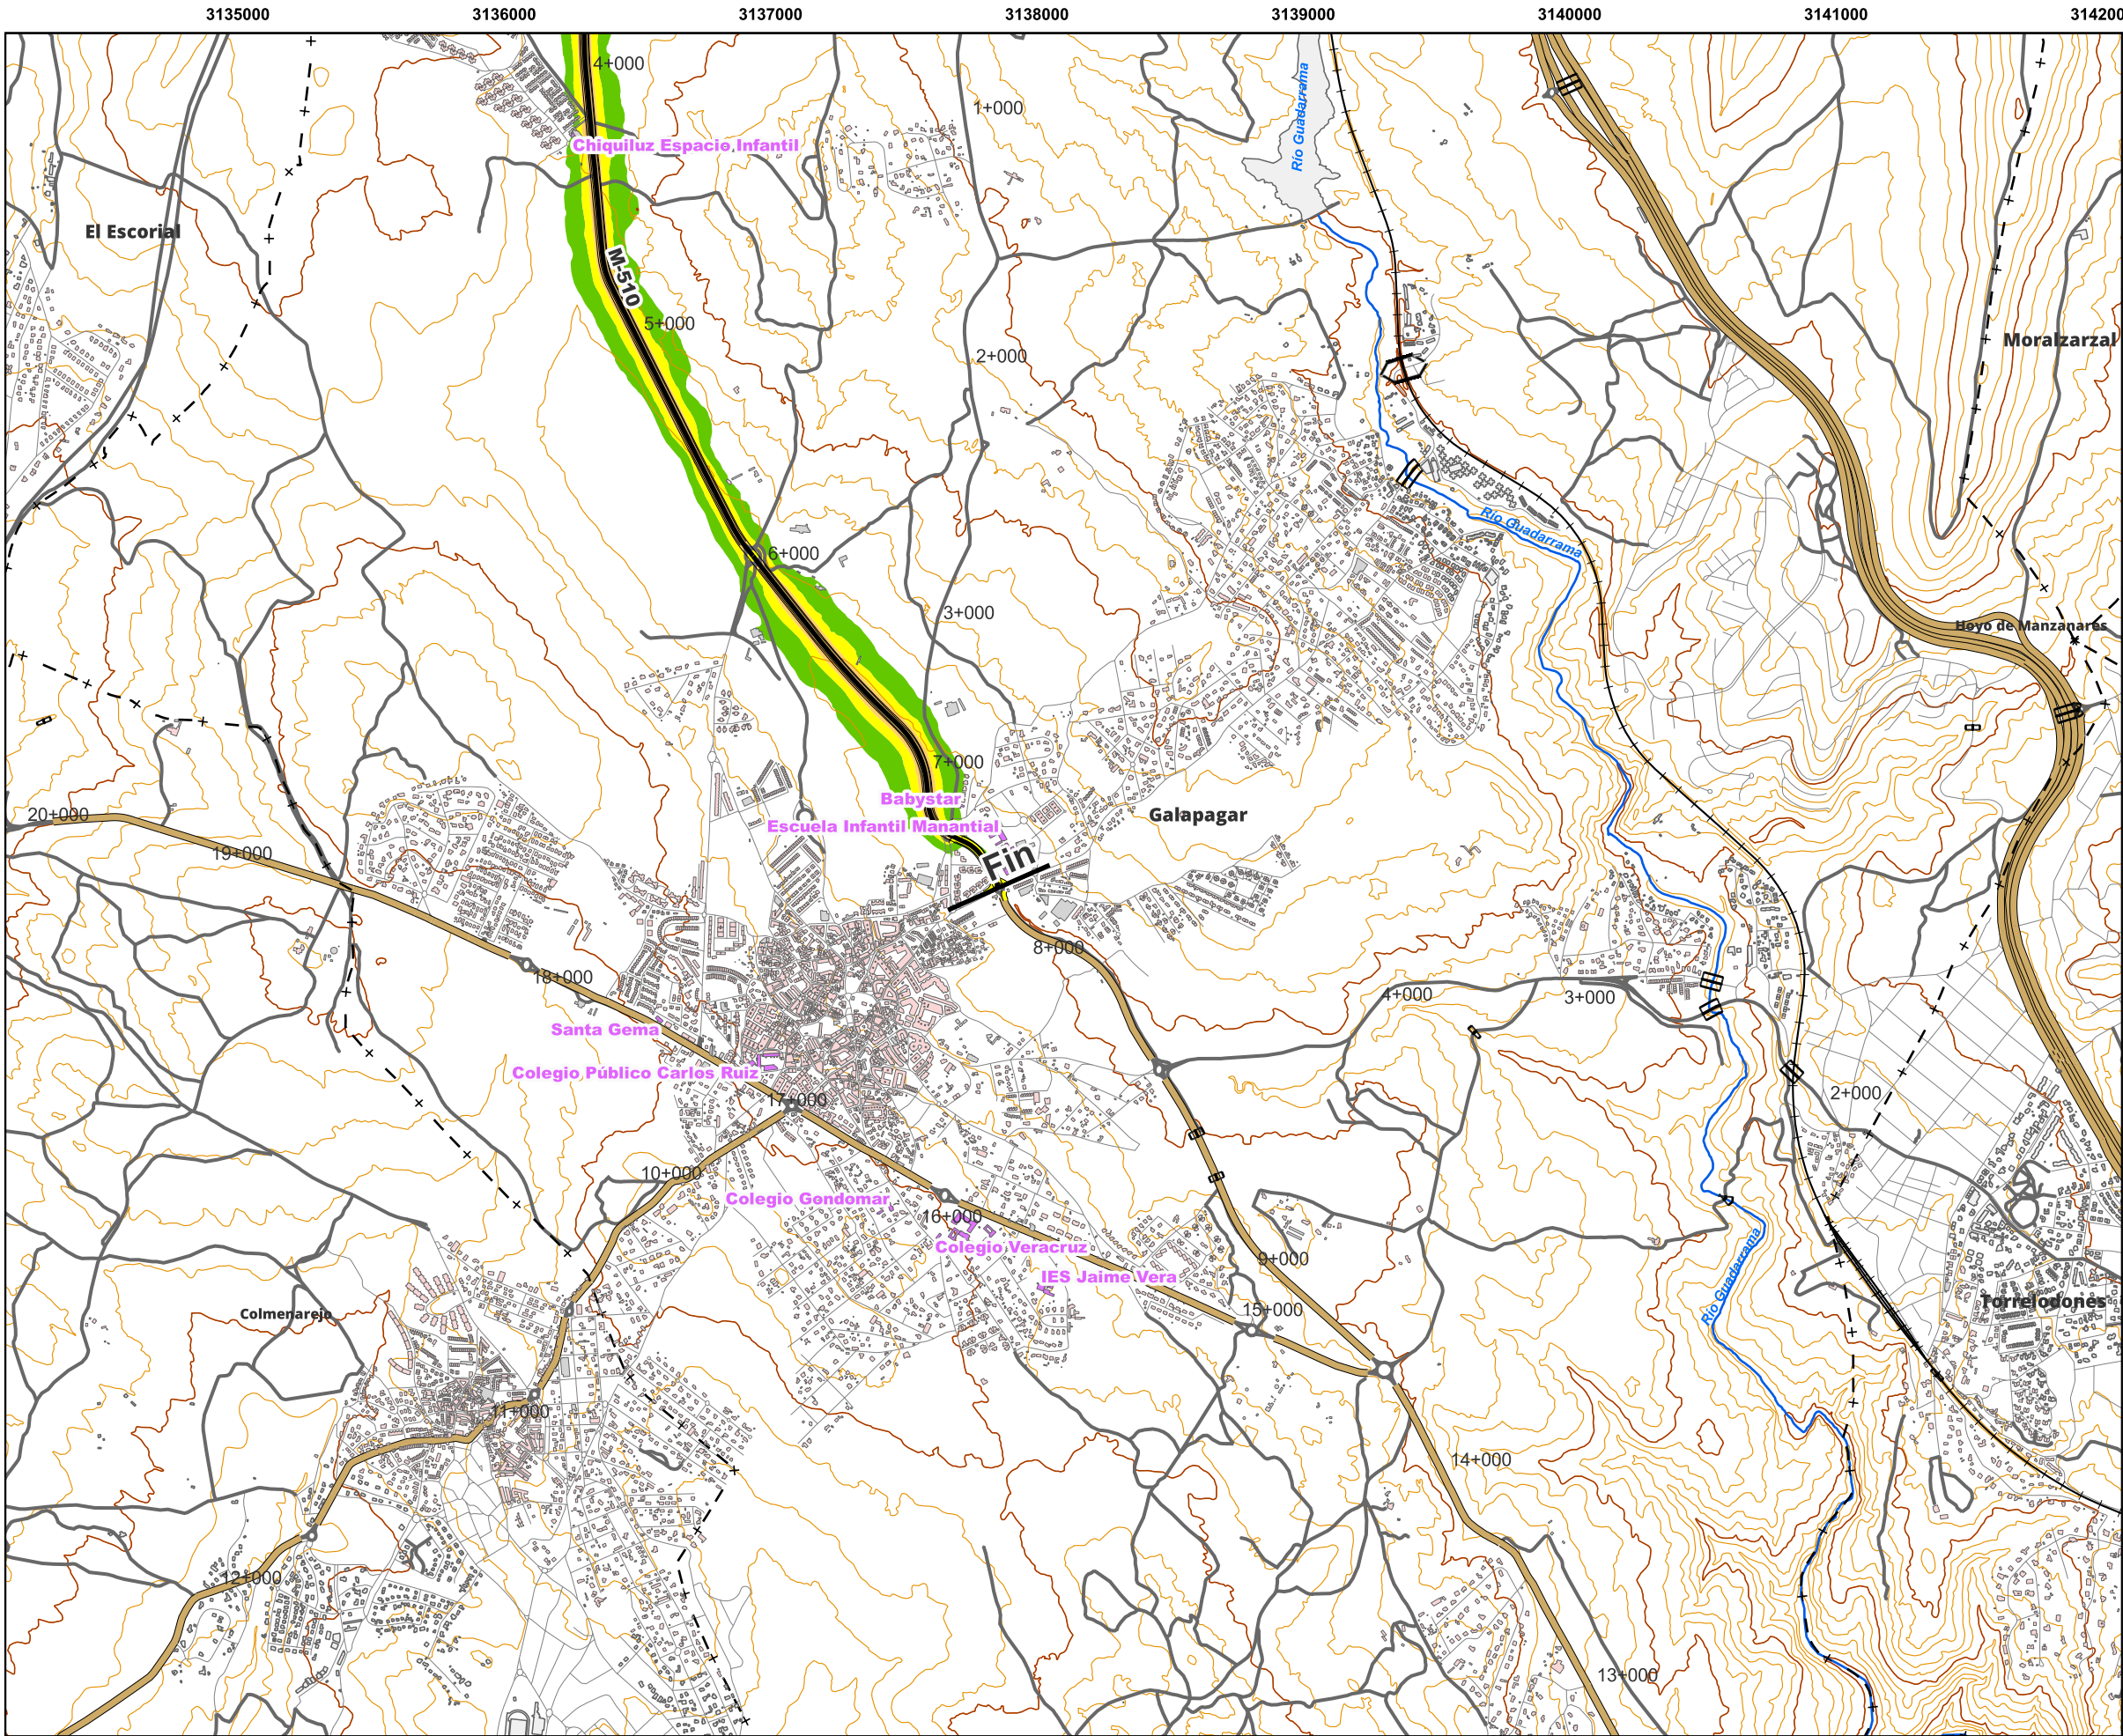 3135000 3136000 3137000 3138000 3139000 3140000 3141000 314200
4+000
1+000
Río Guadarrama
Chiquiluz Espacio Infantil
El Escorial
M-510
5+000
2+000
Moralzarzal
Río Guadarrama
6+000
3+000
Hoyo de Manzanares
7+000
Babystar
Galapagar
20+000
Escuela Infantil Manantial
19+000
Fin
8+000
18+000
4+000
3+000
Santa Gema
Colegio Público Carlos Ruiz
2+000
17+000
10+000
Colegio Gondomar
16+000
Colegio Veracruz
9+000
IES Jaime Vera
Río Guadarrama
Torrelodones
15+000
Colmenarejo
11+000
14+000
12+000
13+000